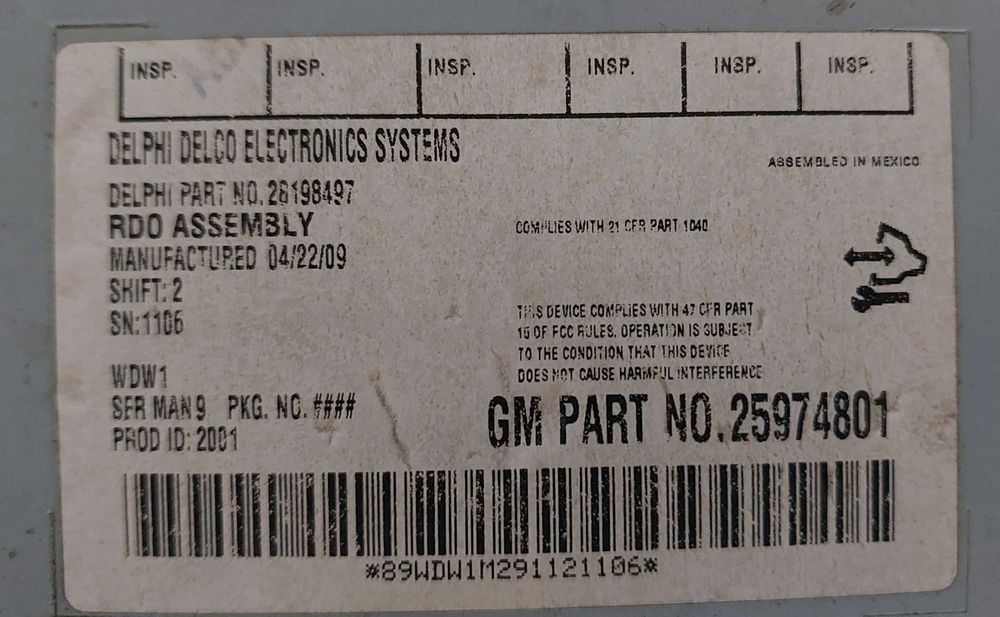 INSP. INSP. INSP. INSP. INSP. INSP.
DELPHI DELCO ELECTRONICS SYSTEMS
ASSEMBLED IN MEXICO
DELPHI PART NO. 28198497
RDO ASSEMBLY
COMPLIES WITH 21 CFR PART 1040
MANUFACTURED 04/22/09
SHIFT: 2
SN:1106
THIS DEVICE COMPLIES WITH 47 CFR PART
15 OF FCC RULES. OPERATION IS SUBJECT
TO THE CONDITION THAT THIS DEVICE
DOES NOT CAUSE HARMFUL INTERFERENCE
WDW1
SFR MAN 9 PKG. NO. ####
PROD ID: 2001
GM PART NO.25974801
*89WDW1M291121106*